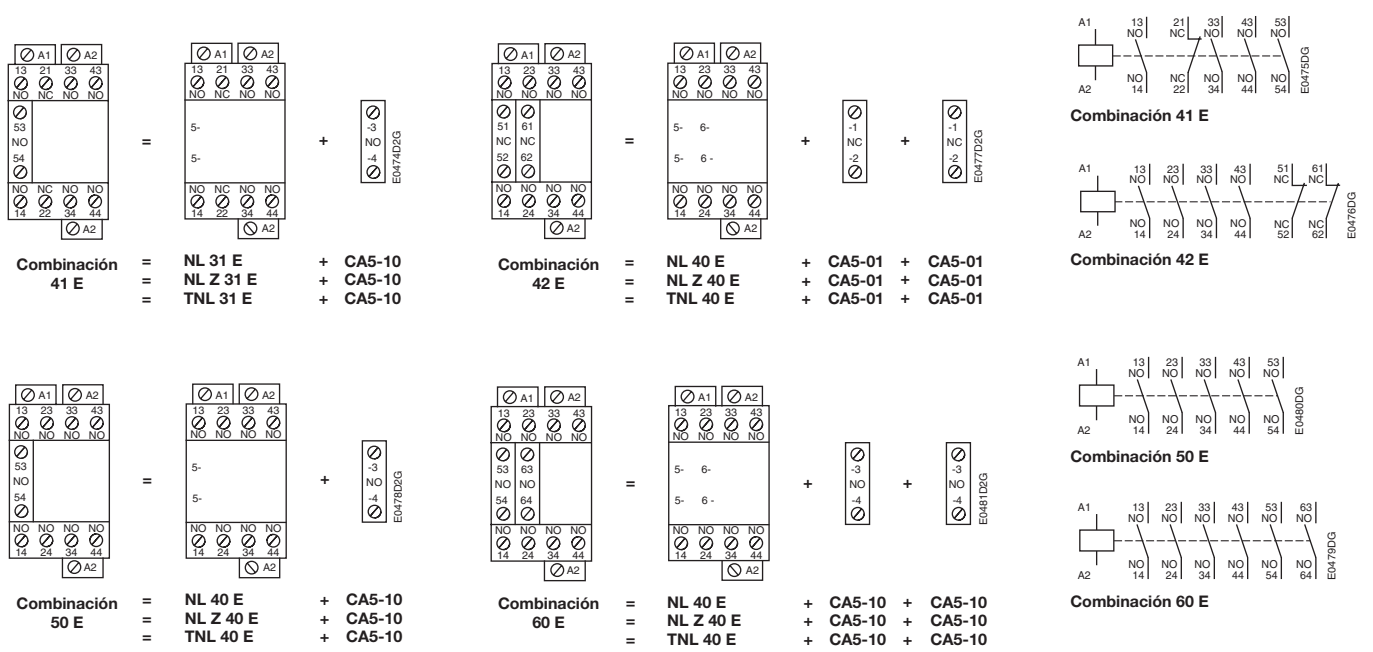 A1 A2
13 21 33 43
NO NC NO NO
53
NO
54
NO NC NO NO
14 22 34 44
A2
=
A1 A2
13 21 33 43
NO NC NO NO
5-
5-
NO NC NO NO
14 22 34 44
A2
+
-3
NO
-4
E0474D2G
Combinación = NL 31 E + CA5-10
41 E = NL Z 31 E + CA5-10
= TNL 31 E + CA5-10
A1 A2
13 23 33 43
NO NO NO NO
51 61
NC NC
52 62
NO NO NO NO
14 24 34 44
A2
=
A1 A2
13 23 33 43
NO NO NO NO
5- 6-
5- 6 -
NO NO NO NO
14 24 34 44
A2
+
-1
NC
-2
+
-1
NC
-2
E0477D2G
Combinación = NL 40 E + CA5-01 + CA5-01
42 E = NL Z 40 E + CA5-01 + CA5-01
= TNL 40 E + CA5-01 + CA5-01
A1 13 21 33 43 53
NO NC NO NO NO
NO NC NO NO NO
A2 14 22 34 44 54
E0475DG
Combinación 41 E
A1 13 23 33 43 51 61
NO NO NO NO NC NC
NO NO NO NO NC NC
A2 14 24 34 44 52 62
E0476DG
Combinación 42 E
A1 A2
13 23 33 43
NO NO NO NO
53
NO
54
NO NO NO NO
14 24 34 44
A2
=
A1 A2
13 23 33 43
NO NO NO NO
5-
5-
NO NO NO NO
14 24 34 44
A2
+
-3
NO
-4
E0478D2G
Combinación = NL 40 E + CA5-10
50 E = NL Z 40 E + CA5-10
= TNL 40 E + CA5-10
A1 A2
13 23 33 43
NO NO NO NO
53 63
NO NO
54 64
NO NO NO NO
14 24 34 44
A2
=
A1 A2
13 23 33 43
NO NO NO NO
5- 6-
5- 6 -
NO NO NO NO
14 24 34 44
A2
+
-3
NO
-4
+
-3
NO
-4
E0481D2G
Combinación = NL 40 E + CA5-10 + CA5-10
60 E = NL Z 40 E + CA5-10 + CA5-10
= TNL 40 E + CA5-10 + CA5-10
A1 13 23 33 43 53
NO NO NO NO NO
NO NO NO NO NO
A2 14 24 34 44 54
E0480DG
Combinación 50 E
A1 13 23 33 43 53 63
NO NO NO NO NO NO
NO NO NO NO NO NO
A2 14 24 34 44 54 64
E0479DG
Combinación 60 E